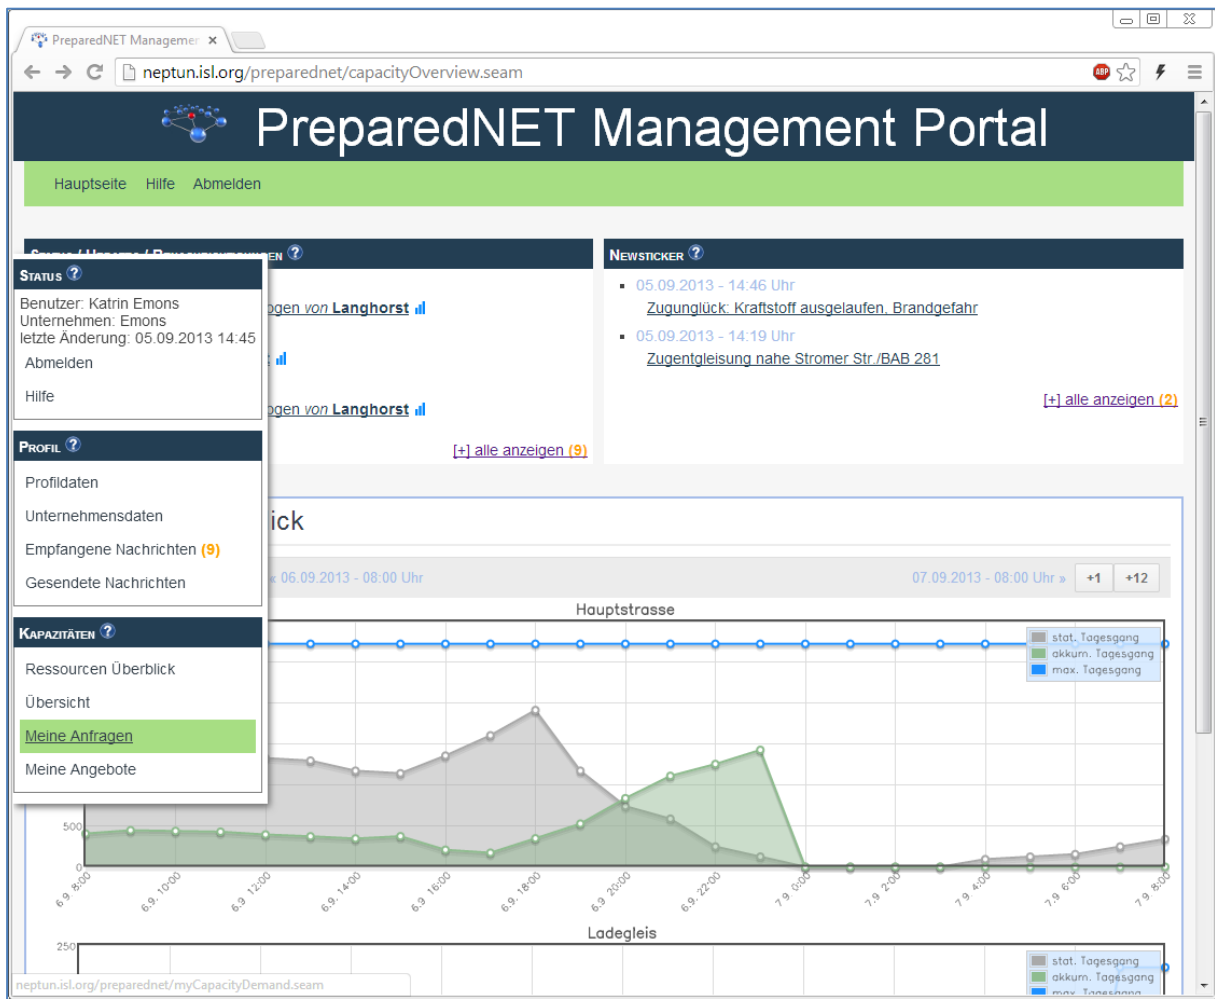 PreparedNET Managemen
neptun.isl.org/preparednet/capacityOverview.seam
ABP
PreparedNET Management Portal
Hauptseite Hilfe Abmelden
NEWSTICKER ?
05.09.2013 - 14:46 Uhr
Zugunglück: Kraftstoff ausgelaufen, Brandgefahr
05.09.2013 - 14:19 Uhr
Zugentgleisung nahe Stromer Str./BAB 281
[+] alle anzeigen (2)
STATUS ?
Benutzer: Katrin Emons
Unternehmen: Emons
letzte Änderung: 05.09.2013 14:45
Abmelden
Hilfe
von Langhorst
von Langhorst
[+] alle anzeigen (9)
PROFIL ?
Profildaten
Unternehmensdaten
Empfangene Nachrichten (9)
Gesendete Nachrichten
KAPAZITÄTEN ?
Ressourcen Überblick
Übersicht
Meine Anfragen
Meine Angebote
« 06.09.2013 - 08:00 Uhr
07.09.2013 - 08:00 Uhr » +1 +12
Hauptstrasse
stat. Tagesgang
akkum. Tagesgang
max. Tagesgang
500
0
6.9. 8:00 6.9. 10:00 6.9. 12:00 6.9. 14:00 6.9. 16:00 6.9. 18:00 6.9. 20:00 6.9. 22:00 7.9. 0:00 7.9. 2:00 7.9. 4:00 7.9. 6:00 7.9. 8:00
Ladegleis
250
stat. Tagesgang
akkum. Tagesgang
max. Tagesgang
neptun.isl.org/preparednet/myCapacityDemand.seam